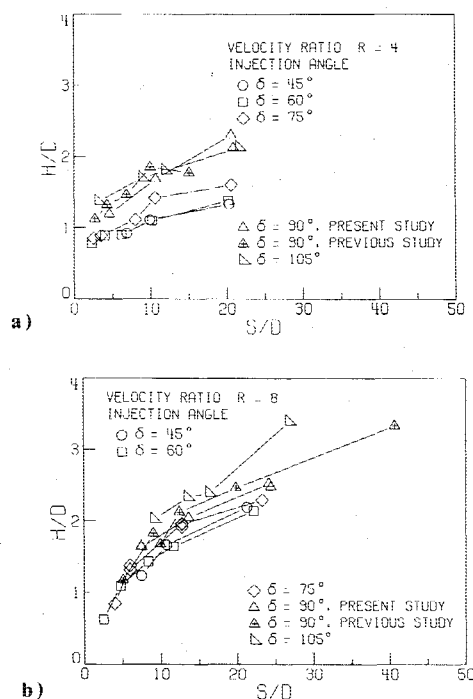 4
VELOCITY RATIO R = 4
INJECTION ANGLE
○ δ = 45°
□ δ = 60°
◇ δ = 75°
3
H/D
2
1
△ δ = 90°, PRESENT STUDY
δ = 90°, PREVIOUS STUDY
δ = 105°
0
0 10 20 30 40 50
S/D
a)
4
VELOCITY RATIO R = 8
INJECTION ANGLE
○ δ = 45°
□ δ = 60°
3
H/D
2
1
◇ δ = 75°
△ δ = 90°, PRESENT STUDY
δ = 90°, PREVIOUS STUDY
δ = 105°
0
0 10 20 30 40 50
S/D
b)